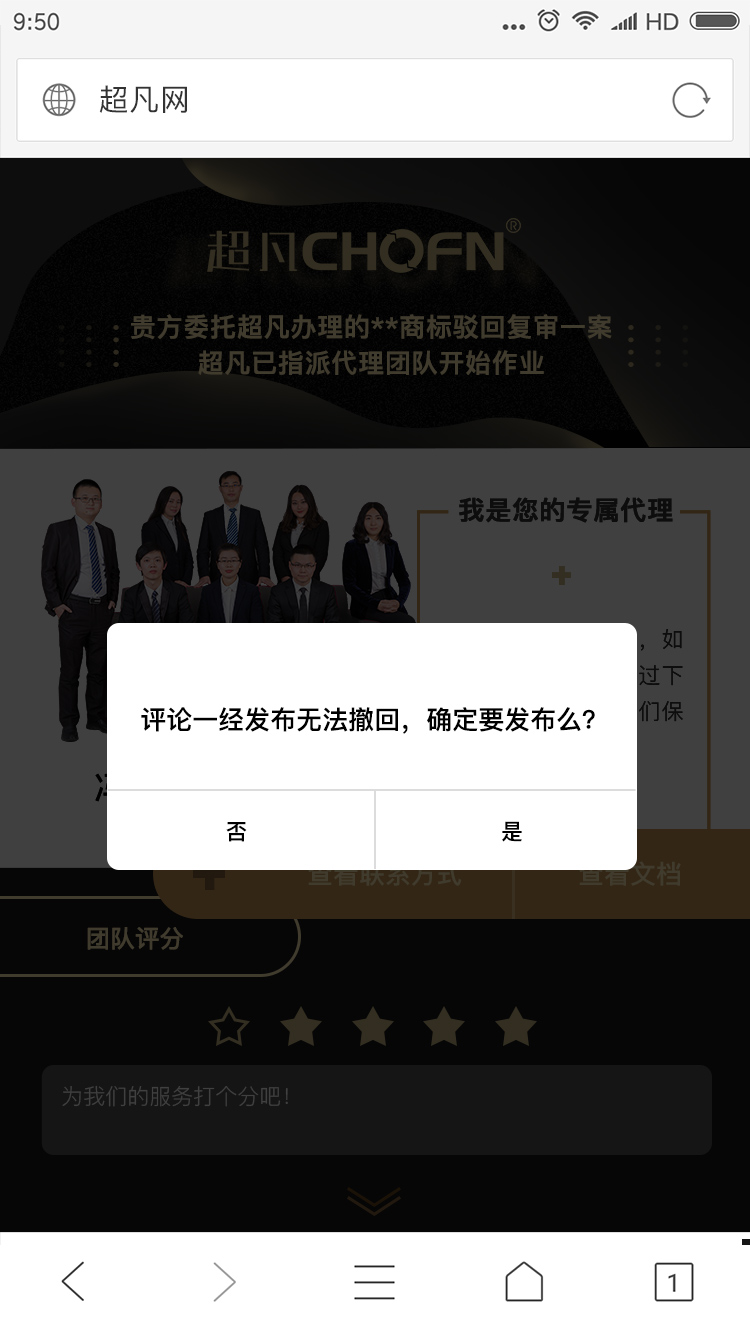 9:50
HD
超凡网
超凡CHOFN®
贵方委托超凡办理的**商标驳回复审一案
超凡已指派代理团队开始作业
我是您的专属代理
，如
过下
们保
评论一经发布无法撤回，确定要发布么?
否
是
查看联系方式
查看文档
团队评分
为我们的服务打个分吧！
1